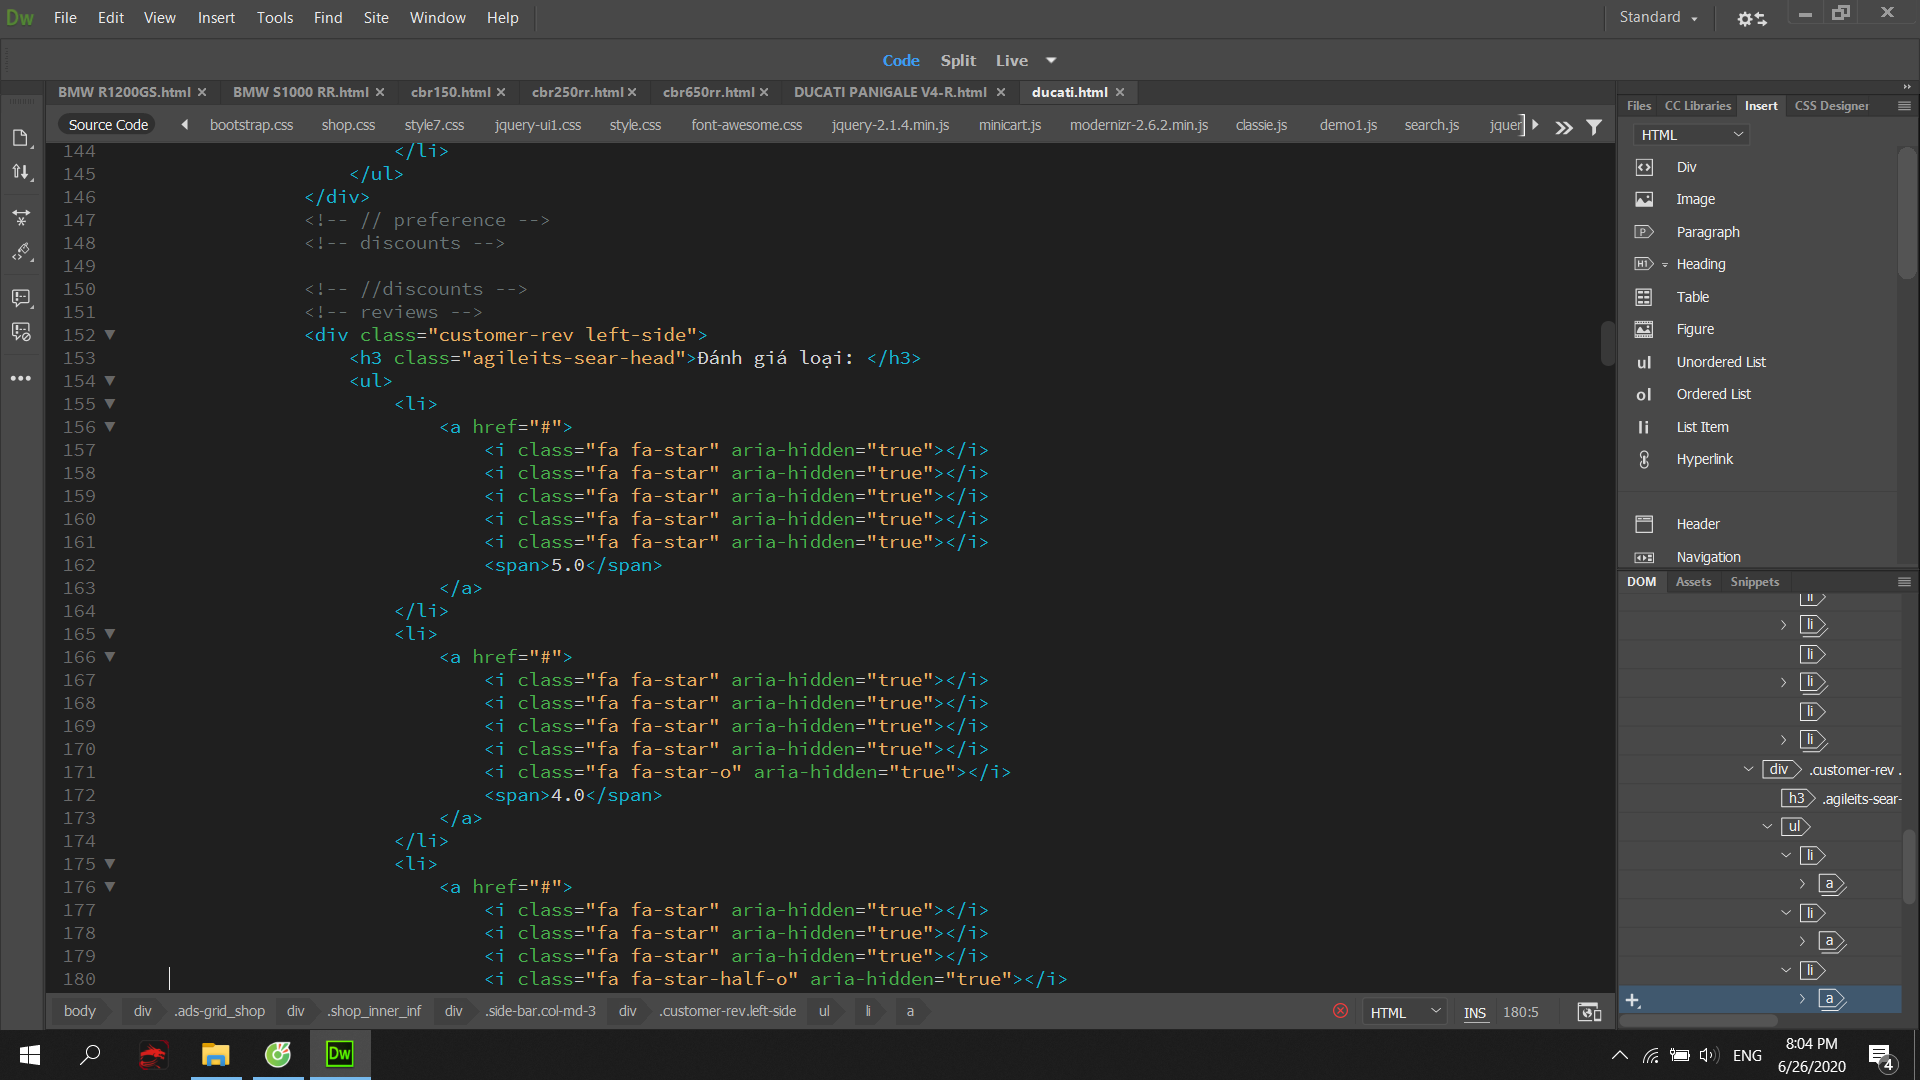 Dw File Edit View Insert Tools Find Site Window Help Standard
Code Split Live
BMW R1200GS.html BMW S1000 RR.html cbr150.html cbr250rr.html cbr650rr.html DUCATI PANIGALE V4-R.html ducati.html
Source Code bootstrap.css shop.css style7.css jquery-ui1.css style.css font-awesome.css jquery-2.1.4.min.js minicart.js modernizr-2.6.2.min.js classie.js demo1.js search.js jquer
144 </li>
145 </ul>
146 </div>
147 <!-- // preference -->
148 <!-- discounts -->
149
150 <!-- //discounts -->
151 <!-- reviews -->
152 <div class="customer-rev left-side">
153 <h3 class="agileits-sear-head">Đánh giá loại: </h3>
154 <ul>
155 <li>
156 <a href="#">
157 <i class="fa fa-star" aria-hidden="true"></i>
158 <i class="fa fa-star" aria-hidden="true"></i>
159 <i class="fa fa-star" aria-hidden="true"></i>
160 <i class="fa fa-star" aria-hidden="true"></i>
161 <i class="fa fa-star" aria-hidden="true"></i>
162 <span>5.0</span>
163 </a>
164 </li>
165 <li>
166 <a href="#">
167 <i class="fa fa-star" aria-hidden="true"></i>
168 <i class="fa fa-star" aria-hidden="true"></i>
169 <i class="fa fa-star" aria-hidden="true"></i>
170 <i class="fa fa-star" aria-hidden="true"></i>
171 <i class="fa fa-star-o" aria-hidden="true"></i>
172 <span>4.0</span>
173 </a>
174 </li>
175 <li>
176 <a href="#">
177 <i class="fa fa-star" aria-hidden="true"></i>
178 <i class="fa fa-star" aria-hidden="true"></i>
179 <i class="fa fa-star" aria-hidden="true"></i>
180 <i class="fa fa-star-half-o" aria-hidden="true"></i>
body div .ads-grid_shop div .shop_inner_inf div .side-bar.col-md-3 div .customer-rev.left-side ul li a HTML INS 180:5
Files CC Libraries Insert CSS Designer
HTML
Div
Image
P Paragraph
H1 Heading
Table
Figure
ul Unordered List
ol Ordered List
li List Item
Hyperlink
Header
Navigation
DOM Assets Snippets
li
li
li
li
li
li
div .customer-rev .
h3 .agileits-sear-
ul
li
a
li
a
li
a
Dw ENG
8:04 PM
6/26/2020
4